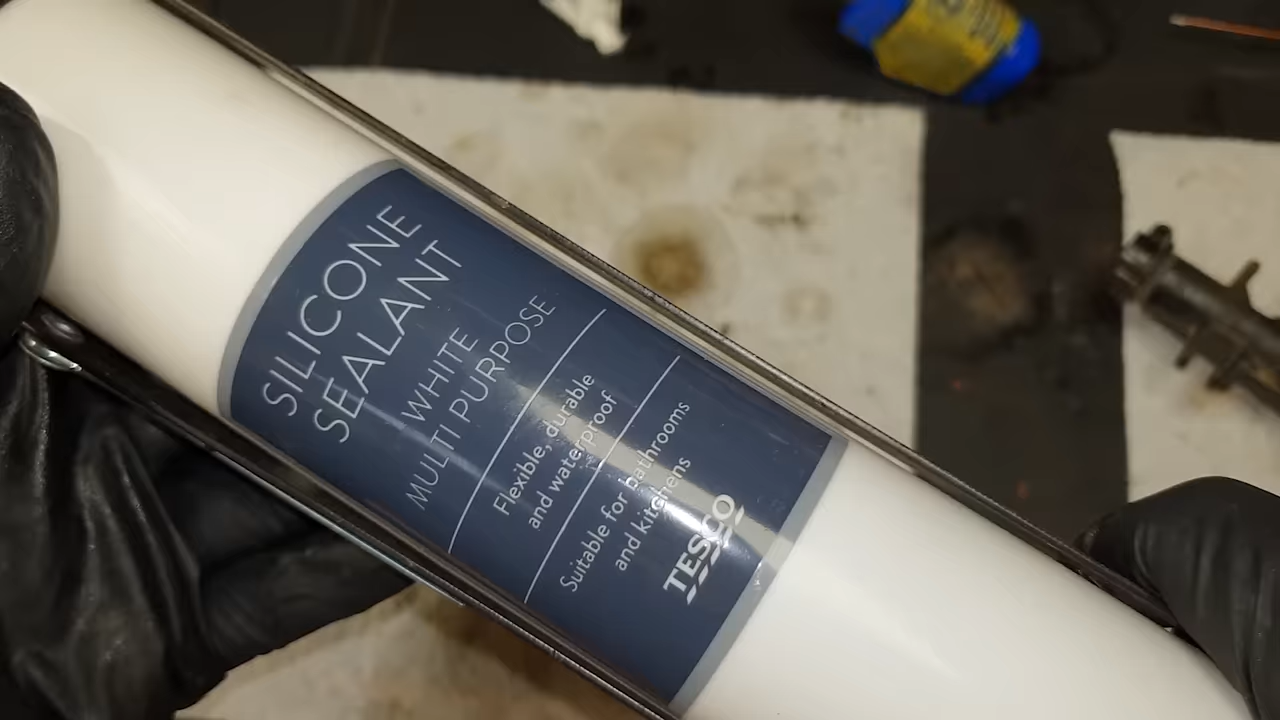 SILICONE
SEALANT
WHITE
MULTI PURPOSE
Flexible, durable
and waterproof
Suitable for bathrooms
and kitchens
TESCO